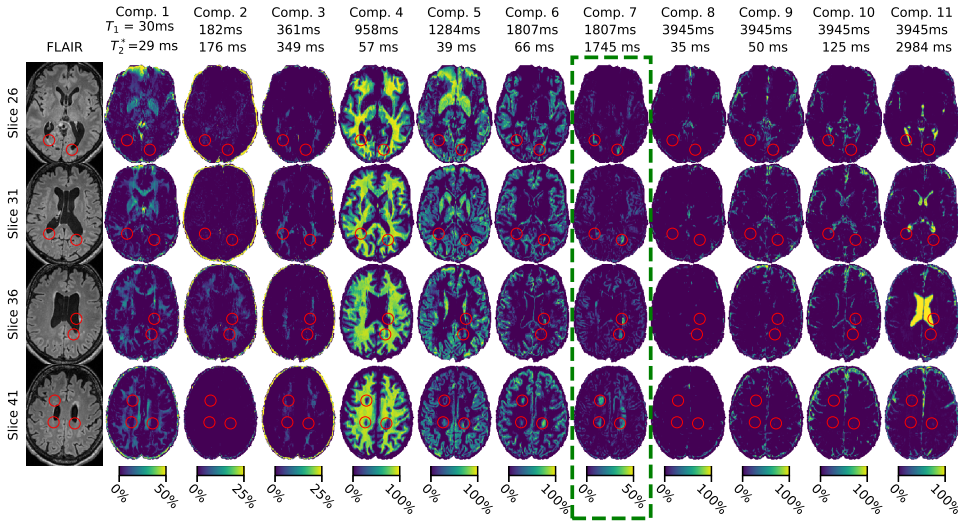 Comp. 1 Comp. 2 Comp. 3 Comp. 4 Comp. 5 Comp. 6 Comp. 7 Comp. 8 Comp. 9 Comp. 10 Comp. 11
T₁ = 30ms 182ms 361ms 958ms 1284ms 1807ms 1807ms 3945ms 3945ms 3945ms 3945ms
FLAIR T₂*=29 ms 176 ms 349 ms 57 ms 39 ms 66 ms 1745 ms 35 ms 50 ms 125 ms 2984 ms
Slice 26
Slice 31
Slice 36
Slice 41
0% 50% 0% 25% 0% 25% 0% 100% 0% 100% 0% 100% 0% 50% 0% 100% 0% 100% 0% 100% 0% 100%